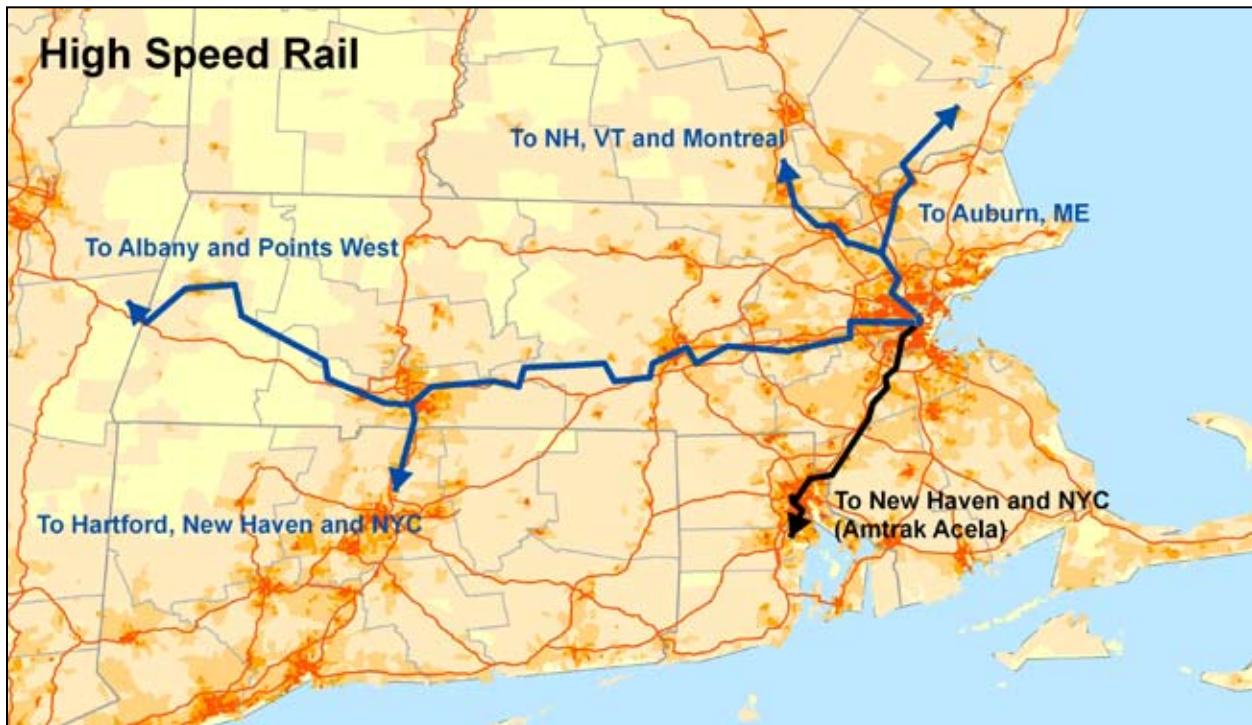 High Speed Rail
To NH, VT and Montreal
To Auburn, ME
To Albany and Points West
To Hartford, New Haven and NYC
To New Haven and NYC
(Amtrak Acela)